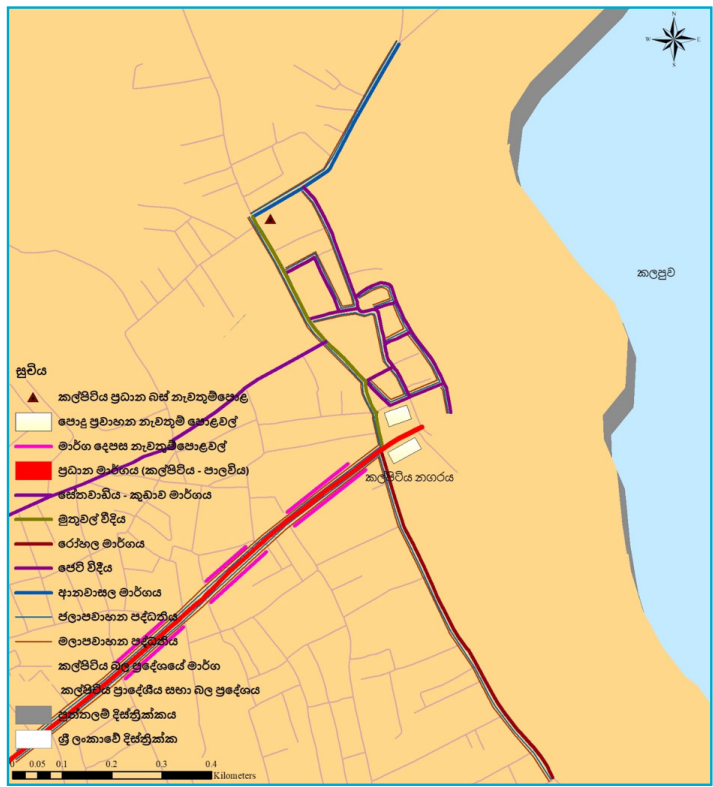 N
W E
S
කලපුව
සුචිය
කල්පිටිය ප්‍රධාන බස් නැවතුම්පොළ
පොදු ප්‍රවාහන නැවතුම් පොළවල්
මාර්ග දෙපස නැවතුම්පොළවල්
ප්‍රධාන මාර්ගය (කල්පිටිය - පාලවිය)
කල්පිටිය නගරය
සේතවාඩිය - කුඩාව මාර්ගය
මුතුවල් වීදිය
රෝහල මාර්ගය
ජෙට් වීදිය
ආනවාසල මාර්ගය
ජලාපවාහන පද්ධතිය
මලාපවාහන පද්ධතිය
කල්පිටිය බල ප්‍රදේශයේ මාර්ග
කල්පිටිය ප්‍රාදේශීය සභා බල ප්‍රදේශය
පුත්තලම් දිස්ත්‍රික්කය
ශ්‍රී ලංකාවේ දිස්ත්‍රික්ක
0 0.05 0.1 0.2 0.3 0.4
Kilometers